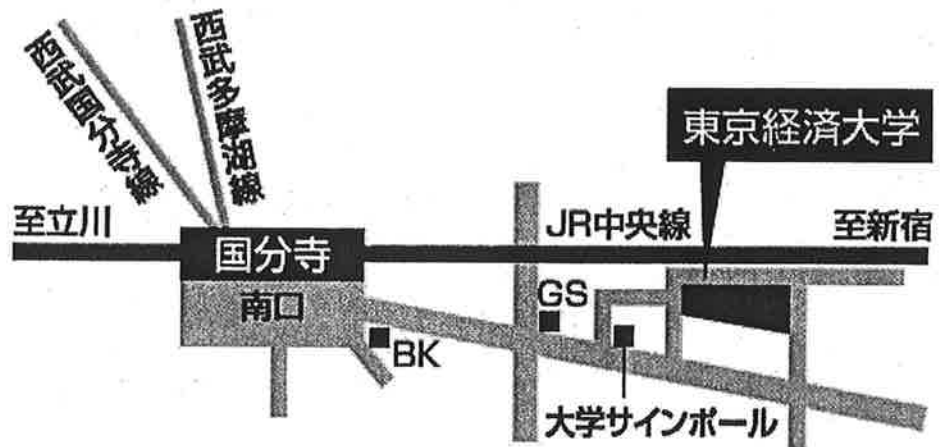 西武国分寺線
西武多摩湖線
東京経済大学
至立川
JR中央線
至新宿
国分寺
南口
GS
BK
大学サインポール